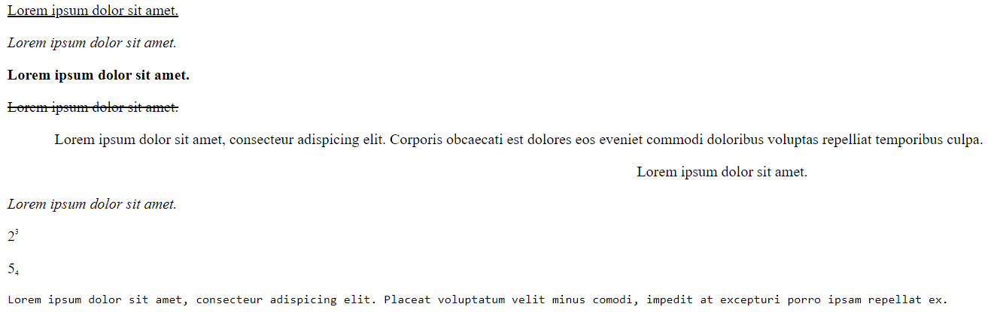 Lorem ipsum dolor sit amet.
Lorem ipsum dolor sit amet.
Lorem ipsum dolor sit amet.
Lorem ipsum dolor sit amet.
Lorem ipsum dolor sit amet, consecteur adispicing elit. Corporis obcaecati est dolores eos eveniet commodi doloribus voluptas repelliat temporibus culpa.
Lorem ipsum dolor sit amet.
Lorem ipsum dolor sit amet.
2³
5₄
Lorem ipsum dolor sit amet, consecteur adispicing elit. Placeat voluptatum velit minus comodi, impedit at excepturi porro ipsam repellat ex.